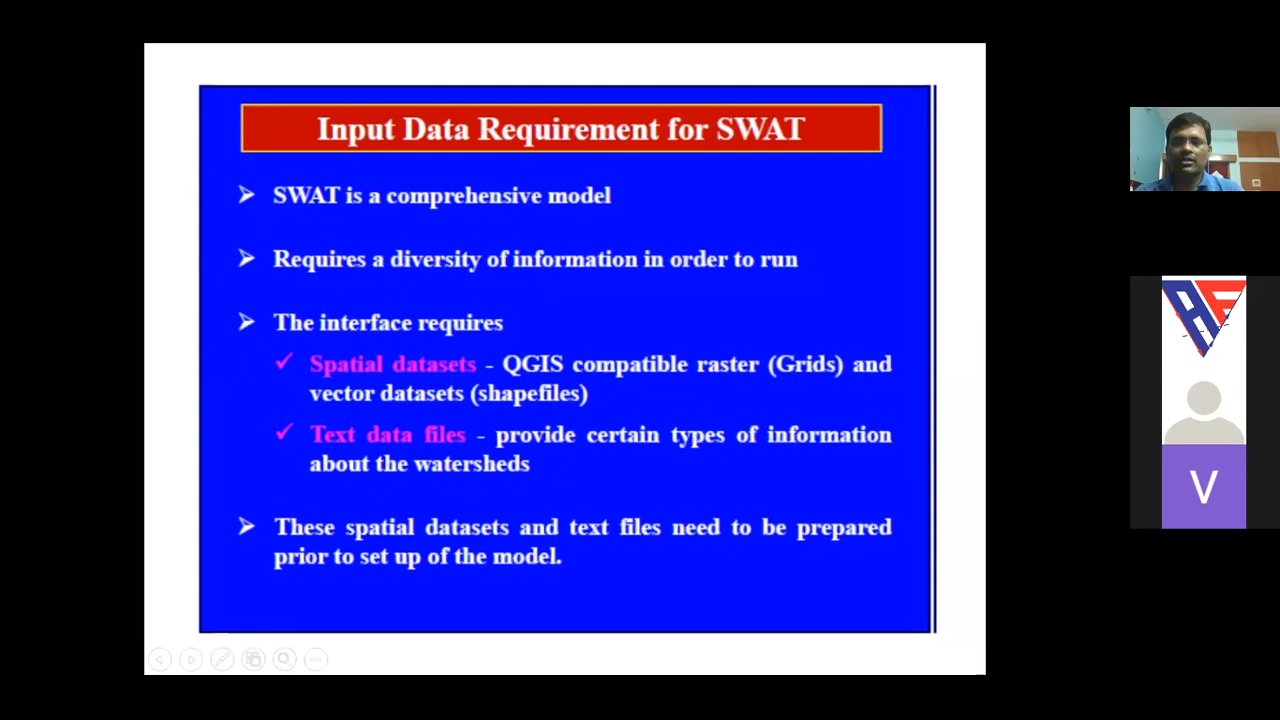 Input Data Requirement for SWAT
➢ SWAT is a comprehensive model
➢ Requires a diversity of information in order to run
➢ The interface requires
✓ Spatial datasets - QGIS compatible raster (Grids) and
vector datasets (shapefiles)
✓ Text data files - provide certain types of information
about the watersheds
➢ These spatial datasets and text files need to be prepared
prior to set up of the model.
V